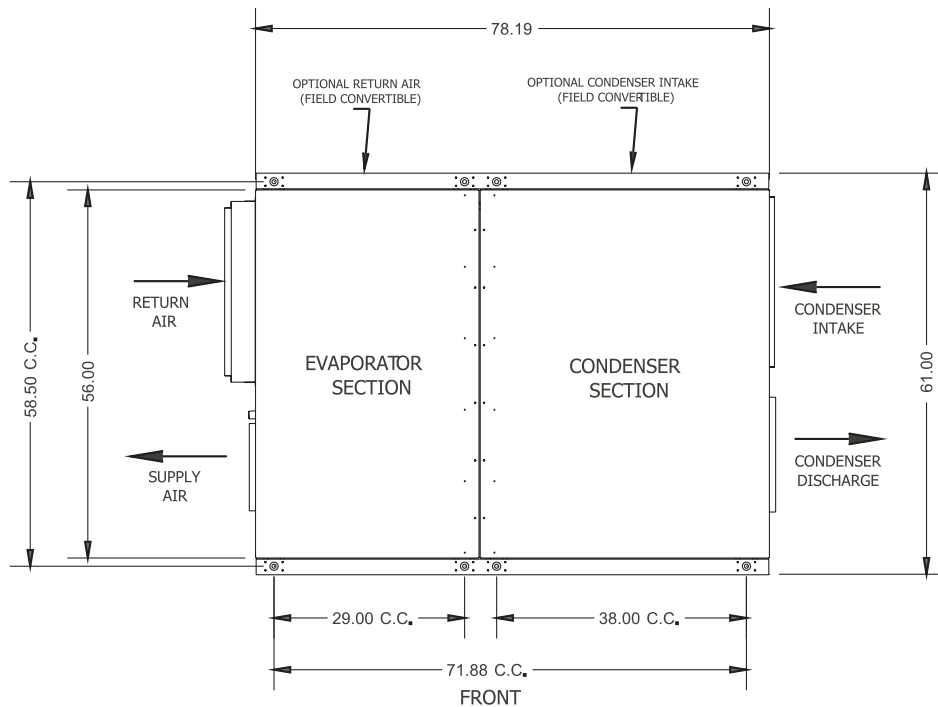 78.19
OPTIONAL RETURN AIR
(FIELD CONVERTIBLE)
OPTIONAL CONDENSER INTAKE
(FIELD CONVERTIBLE)
RETURN
AIR
CONDENSER
INTAKE
58.50 C.C.
56.00
EVAPORATOR
SECTION
CONDENSER
SECTION
61.00
SUPPLY
AIR
CONDENSER
DISCHARGE
29.00 C.C.
38.00 C.C.
71.88 C.C.
FRONT